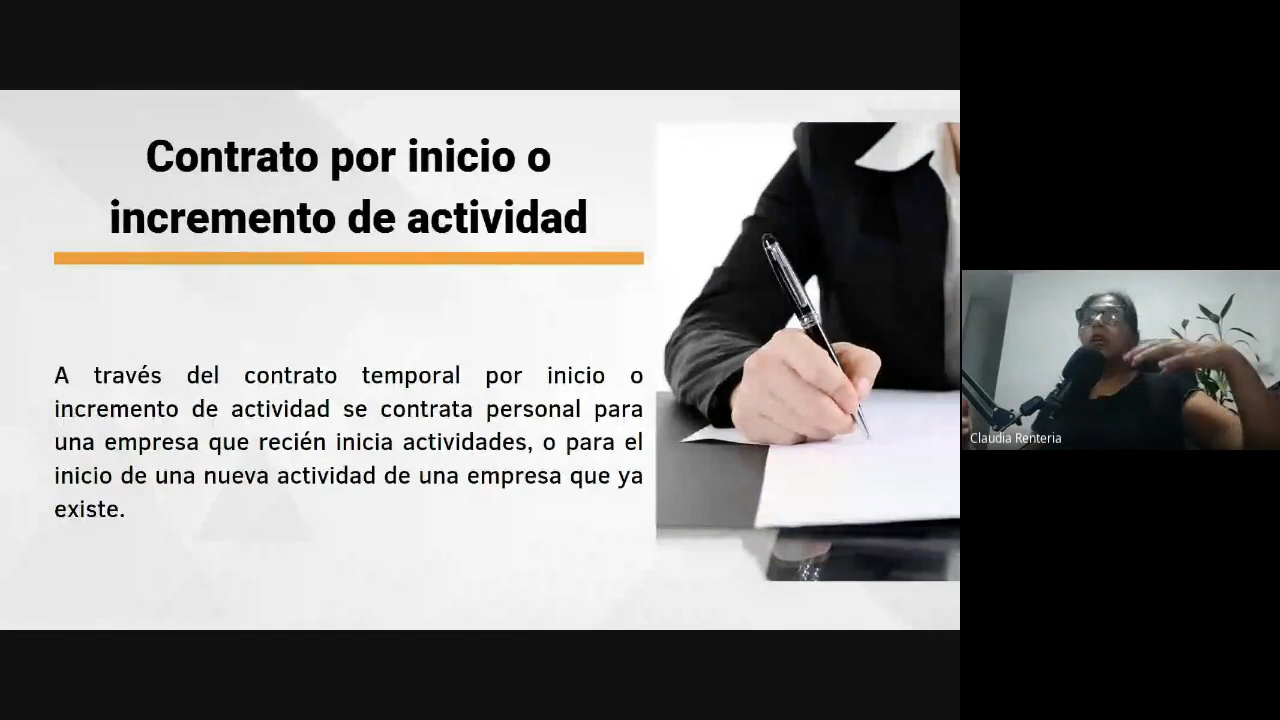 Contrato por inicio o
incremento de actividad
A través del contrato temporal por inicio o
incremento de actividad se contrata personal para
una empresa que recién inicia actividades, o para el
inicio de una nueva actividad de una empresa que ya
existe.
Claudia Renteria